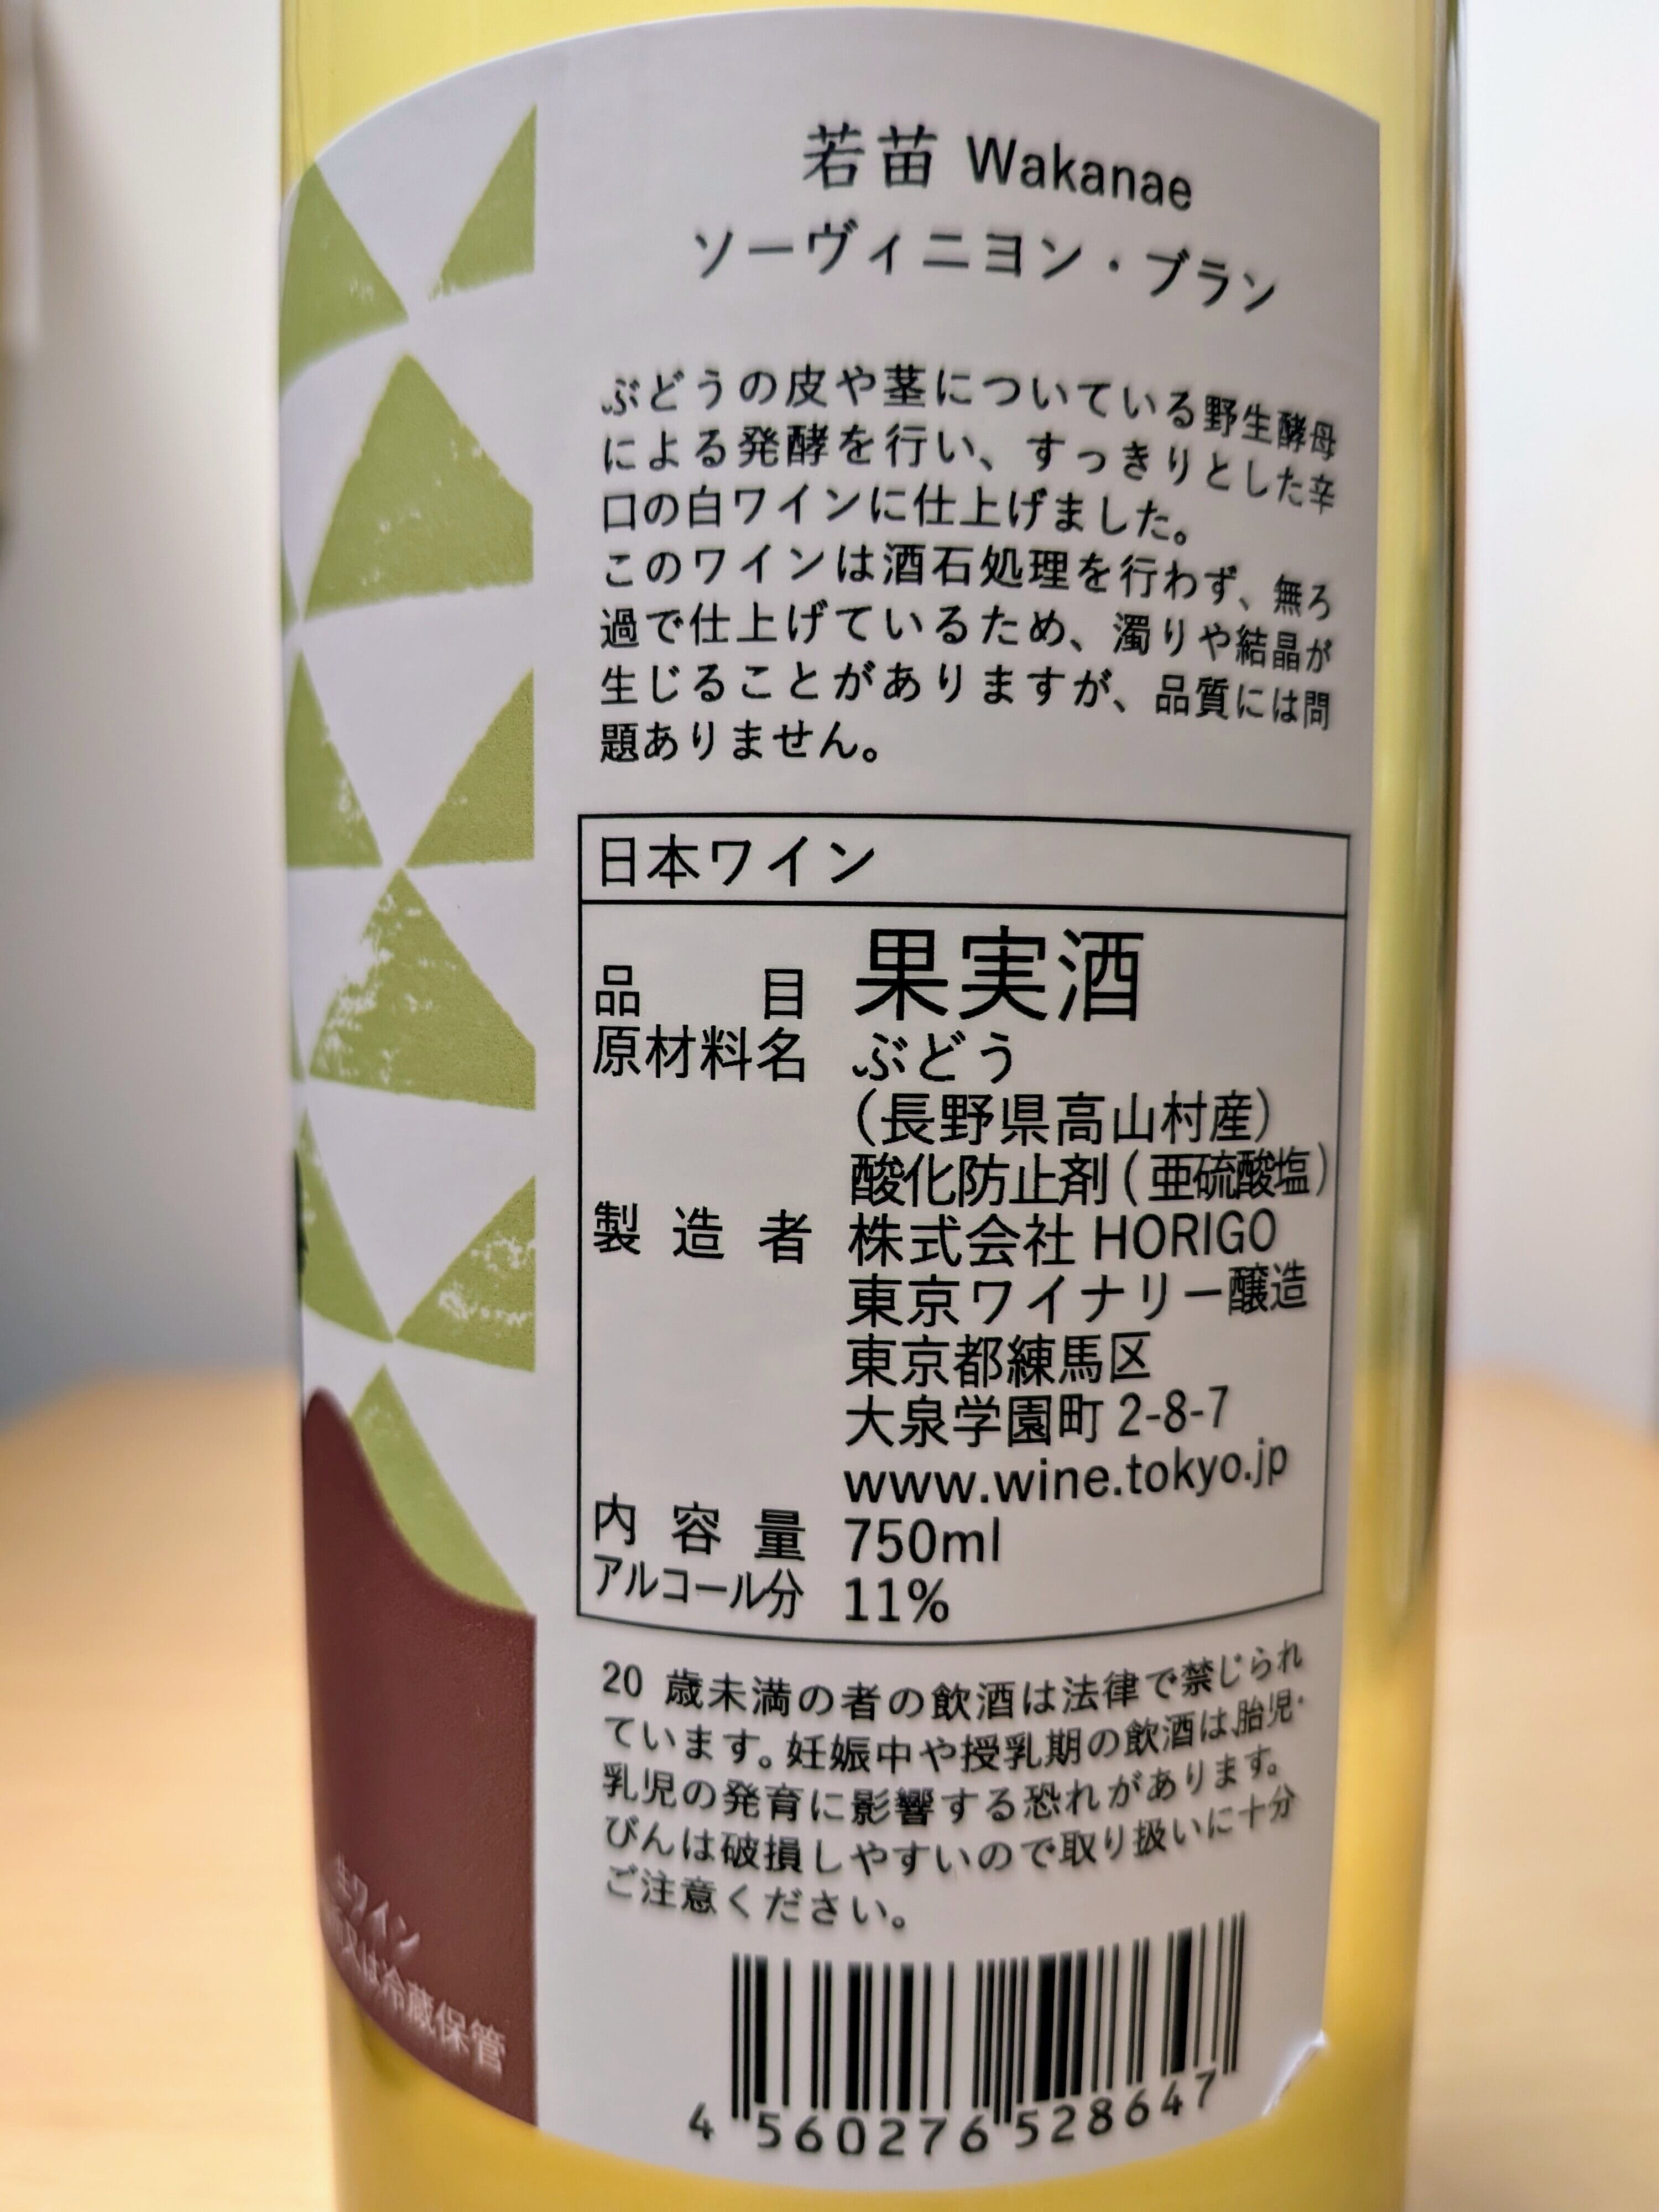 若苗 Wakanae
ソーヴィニヨン・ブラン
ぶどうの皮や茎についている野生酵母
による発酵を行い、すっきりとした辛
口の白ワインに仕上げました。
このワインは酒石処理を行わず、無ろ
過で仕上げているため、濁りや結晶が
生じることがありますが、品質には問
題ありません。
日本ワイン
品目 果実酒
原材料名 ぶどう
(長野県高山村産)
酸化防止剤(亜硫酸塩)
製造者 株式会社 HORIGO
東京ワイナリー醸造
東京都練馬区
大泉学園町 2-8-7
www.wine.tokyo.jp
内容量 750ml
アルコール分 11%
20 歳未満の者の飲酒は法律で禁じられ
ています。妊娠中や授乳期の飲酒は、胎児・
乳児の発育に影響する恐れがあります。
びんは破損しやすいので取り扱いに十分
ご注意ください。
4 560276 528647
生ワイン
又は冷蔵保管